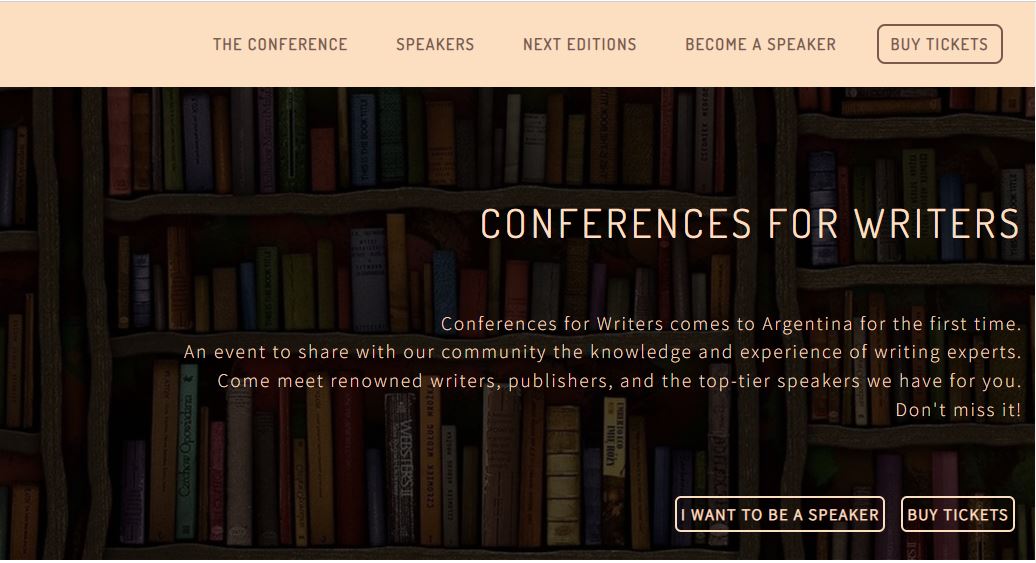 THE CONFERENCE SPEAKERS NEXT EDITIONS BECOME A SPEAKER BUY TICKETS
CONFERENCES FOR WRITERS
Conferences for Writers comes to Argentina for the first time.
An event to share with our community the knowledge and experience of writing experts.
Come meet renowned writers, publishers, and the top-tier speakers we have for you.
Don't miss it!
I WANT TO BE A SPEAKER BUY TICKETS